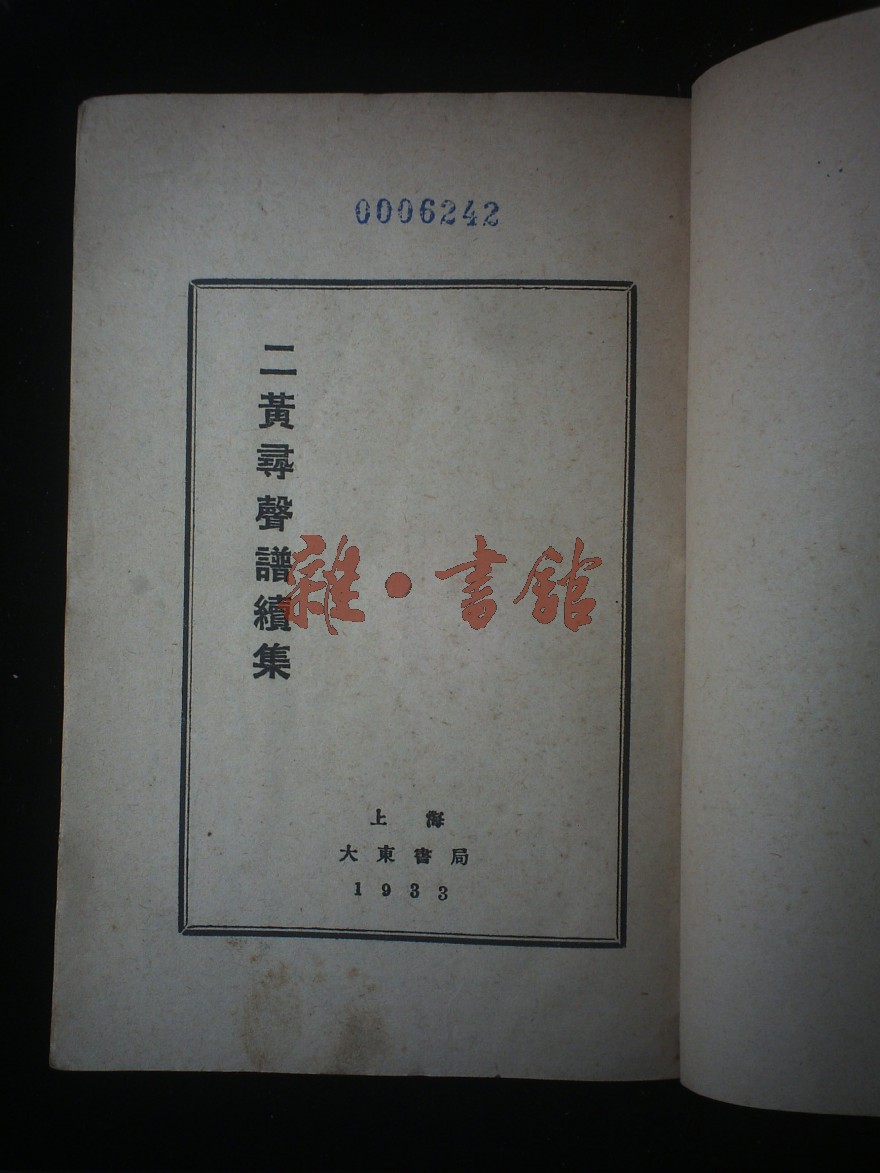 0006242
二黃尋聲譜續集
雜·書館
上海
大東書局
1933